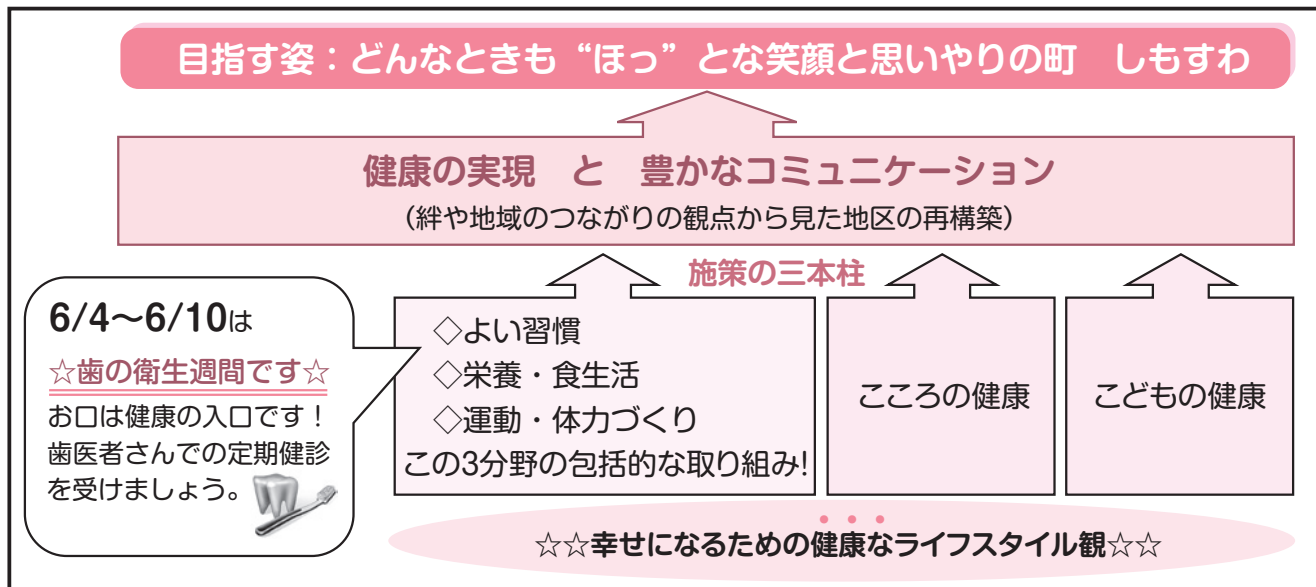 目指す姿：どんなときも“ほっ”とな笑顔と思いやりの町　しもすわ
健康の実現　と　豊かなコミュニケーション
（絆や地域のつながりの観点から見た地区の再構築）
施策の三本柱
6/4〜6/10は
☆歯の衛生週間です☆
お口は健康の入口です！
歯医者さんでの定期健診
を受けましょう。
◇よい習慣
◇栄養・食生活
◇運動・体力づくり
この3分野の包括的な取り組み!
こころの健康
こどもの健康
☆☆幸せになるための健康なライフスタイル観☆☆